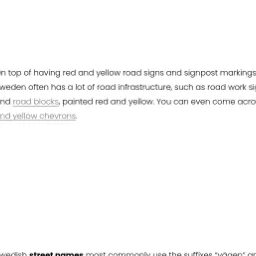 on top of having red and yellow road signs and signpost markings
weden often has a lot of road infrastructure, such as road work si
nd road blocks, painted red and yellow. You can even come acro
nd yellow chevrons.
wedish street names most commonly use the suffixes "vägen" an